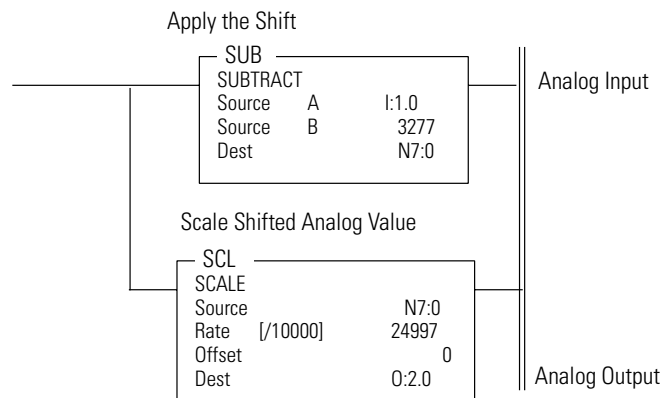 Apply the Shift
SUB
SUBTRACT
Source A I:1.0
Source B 3277
Dest N7:0
Analog Input
Scale Shifted Analog Value
SCL
SCALE
Source N7:0
Rate [/10000] 24997
Offset 0
Dest O:2.0
Analog Output